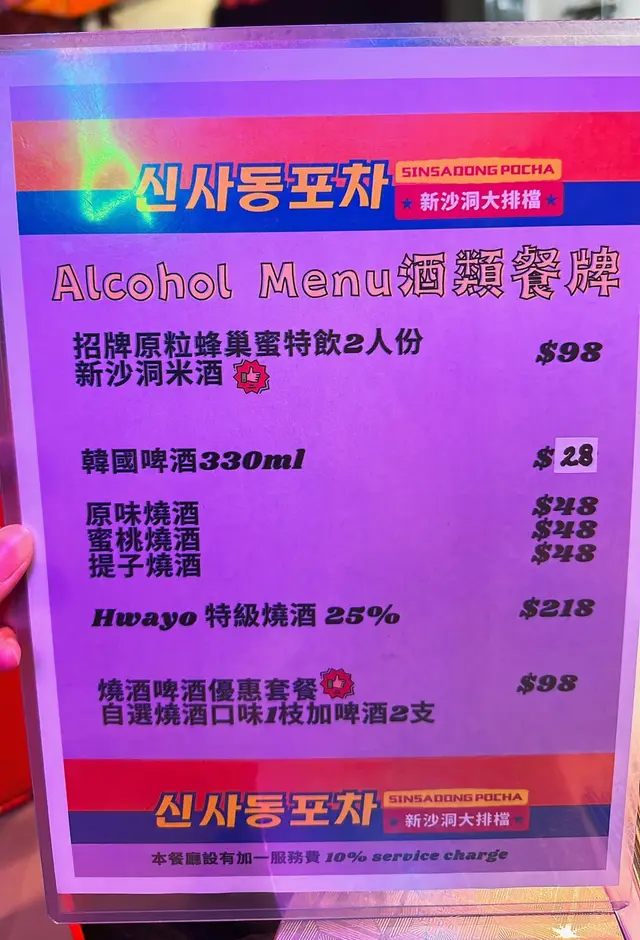 신사동포차 SINSADONG POCHA
新沙洞大排檔
Alcohol Menu酒類餐牌
招牌原粒蜂巢蜜特飲2人份 $98
新沙洞米酒
韓國啤酒330ml $28
原味燒酒 $48
蜜桃燒酒 $48
提子燒酒 $48
Hwayo 特級燒酒 25% $218
燒酒啤酒優惠套餐 $98
自選燒酒口味1枝加啤酒2支
신사동포차 SINSADONG POCHA
新沙洞大排檔
本餐廳設有加一服務費 10% service charge